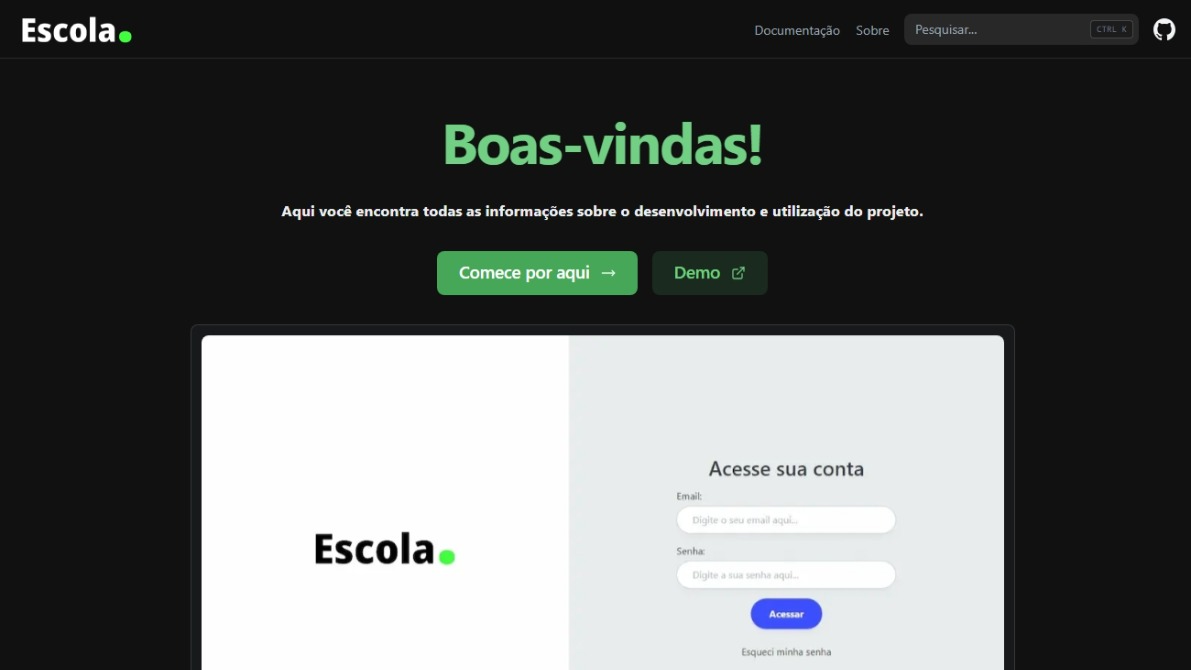 Escola.
Documentação
Sobre
Pesquisar...
CTRL K
Boas-vindas!
Aqui você encontra todas as informações sobre o desenvolvimento e utilização do projeto.
Comece por aqui →
Demo
Escola.
Acesse sua conta
Email:
Digite o seu email aqui...
Senha:
Digite a sua senha aqui...
Acessar
Esqueci minha senha